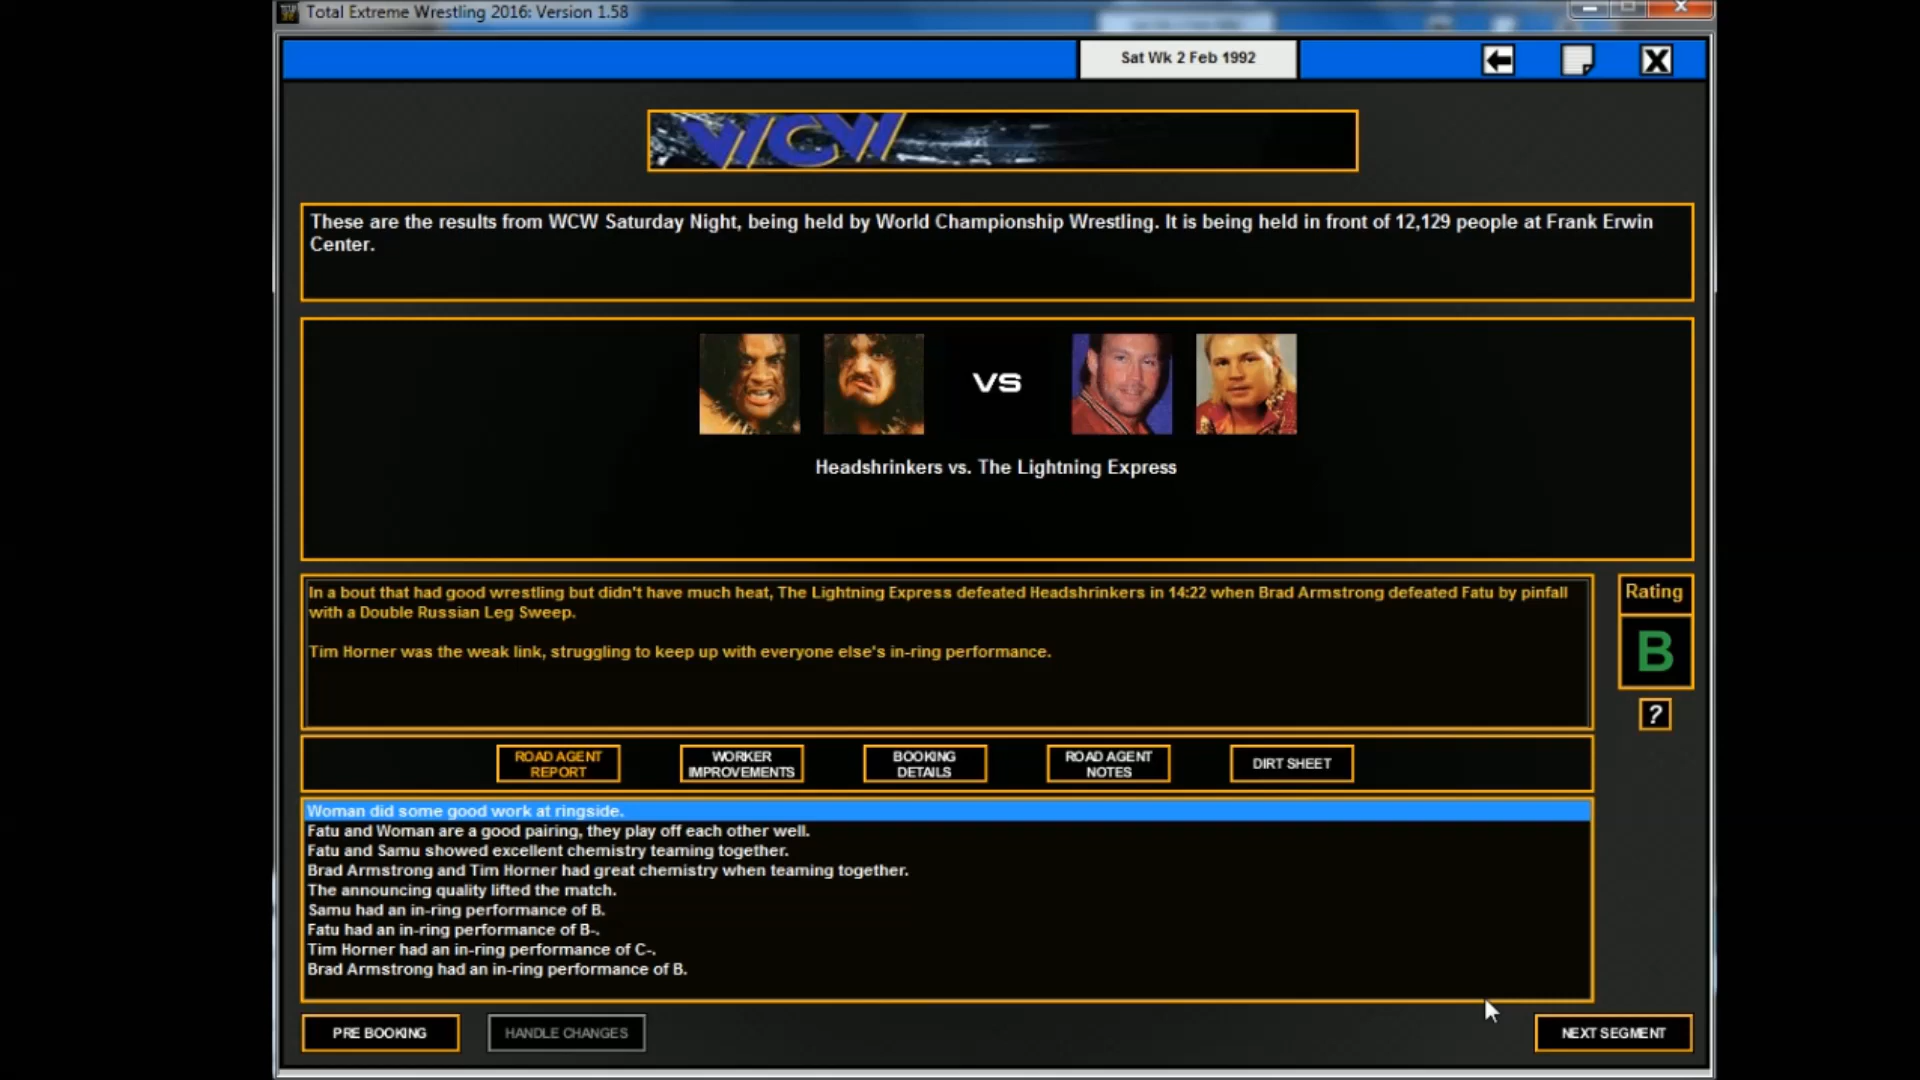 Total Extreme Wrestling 2016: Version 1.58
Sat Wk 2 Feb 1992
WCW
These are the results from WCW Saturday Night, being held by World Championship Wrestling. It is being held in front of 12,129 people at Frank Erwin
Center.
VS
Headshrinkers vs. The Lightning Express
In a bout that had good wrestling but didn't have much heat, The Lightning Express defeated Headshrinkers in 14:22 when Brad Armstrong defeated Fatu by pinfall
with a Double Russian Leg Sweep.
Tim Horner was the weak link, struggling to keep up with everyone else's in-ring performance.
Rating
B
?
ROAD AGENT
REPORT
WORKER
IMPROVEMENTS
BOOKING
DETAILS
ROAD AGENT
NOTES
DIRT SHEET
Woman did some good work at ringside.
Fatu and Woman are a good pairing, they play off each other well.
Fatu and Samu showed excellent chemistry teaming together.
Brad Armstrong and Tim Horner had great chemistry when teaming together.
The announcing quality lifted the match.
Samu had an in-ring performance of B.
Fatu had an in-ring performance of B-.
Tim Horner had an in-ring performance of C-.
Brad Armstrong had an in-ring performance of B.
PRE BOOKING
HANDLE CHANGES
NEXT SEGMENT